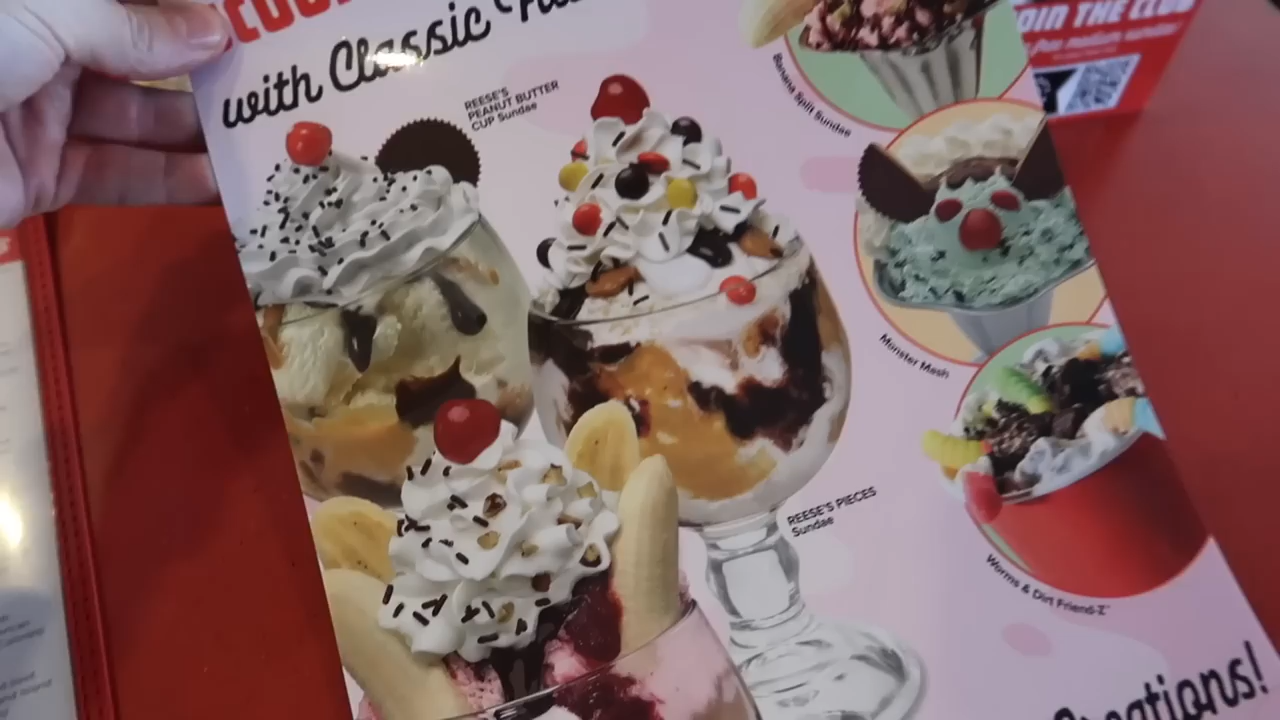 with Classic
REESE'S
PEANUT BUTTER
CUP Sundae
Banana Split Sundae
JOIN THE CLUB
Monster Mash
REESE'S PIECES
Sundae
Worms & Dirt Friend-Z™
Creations!